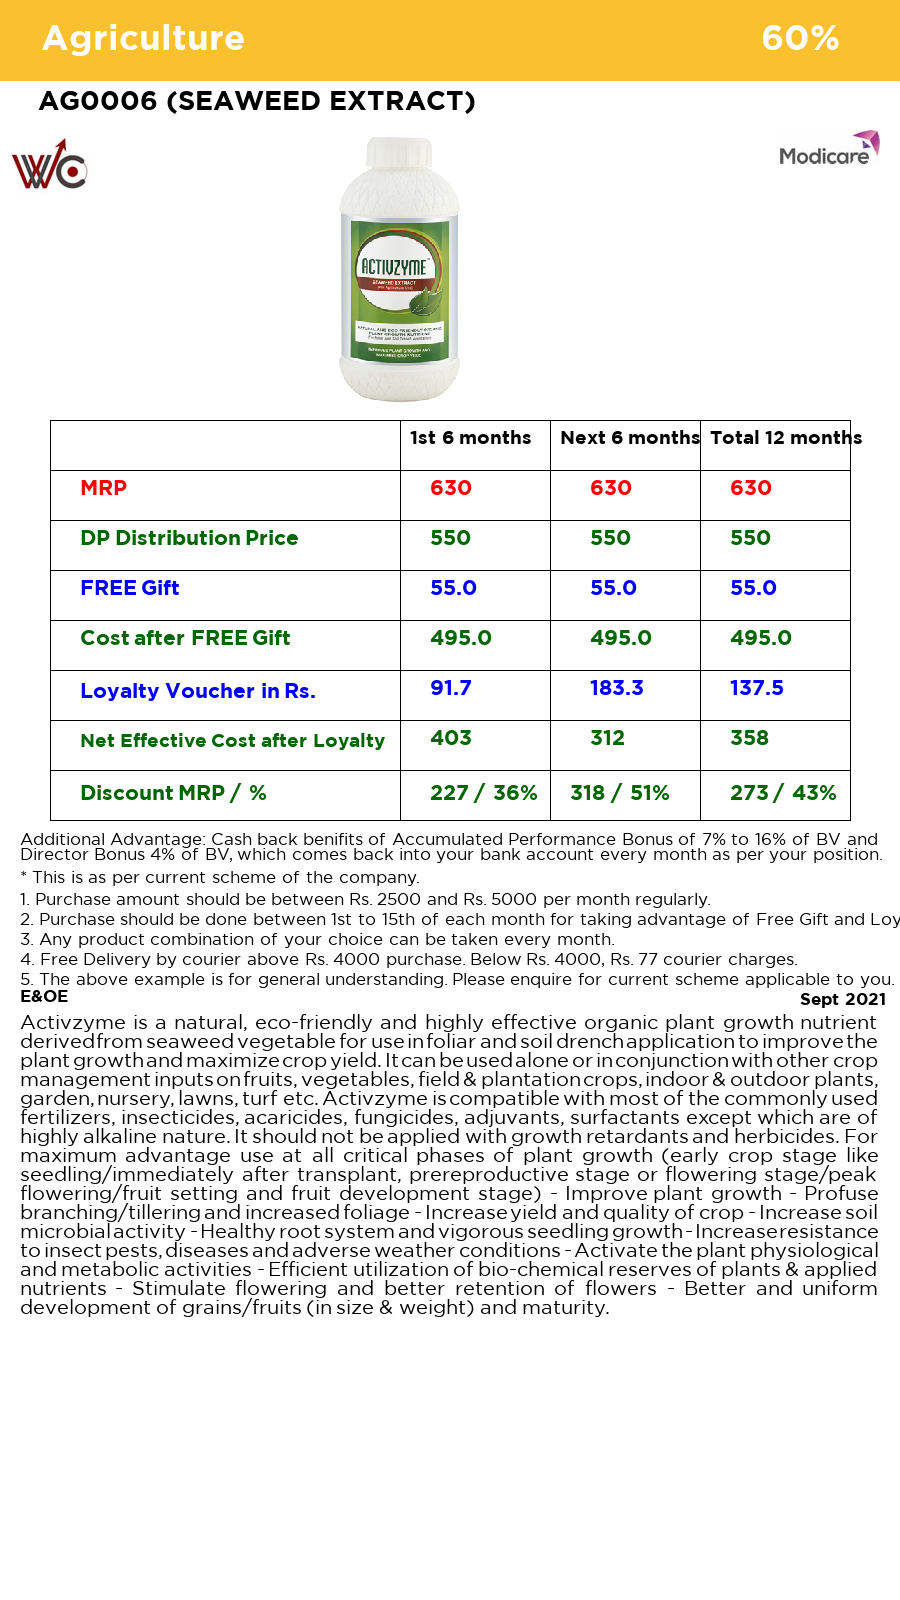 Agriculture 60%
AG0006 (SEAWEED EXTRACT)
WC
Modicare
ACTIVZYME
SEAWEED EXTRACT
PLANT GROWTH NUTRIENT
IMPROVES PLANT GROWTH AND
MAXIMISES CROP YIELD
1st 6 months Next 6 months Total 12 months
MRP 630 630 630
DP Distribution Price 550 550 550
FREE Gift 55.0 55.0 55.0
Cost after FREE Gift 495.0 495.0 495.0
Loyalty Voucher in Rs. 91.7 183.3 137.5
Net Effective Cost after Loyalty 403 312 358
Discount MRP / % 227 / 36% 318 / 51% 273 / 43%
Additional Advantage: Cash back benifits of Accumulated Performance Bonus of 7% to 16% of BV and
Director Bonus 4% of BV, which comes back into your bank account every month as per your position.
* This is as per current scheme of the company.
1. Purchase amount should be between Rs. 2500 and Rs. 5000 per month regularly.
2. Purchase should be done between 1st to 15th of each month for taking advantage of Free Gift and Loy
3. Any product combination of your choice can be taken every month.
4. Free Delivery by courier above Rs. 4000 purchase. Below Rs. 4000, Rs. 77 courier charges.
5. The above example is for general understanding. Please enquire for current scheme applicable to you.
E&OE Sept 2021
Activzyme is a natural, eco-friendly and highly effective organic plant growth nutrient
derived from seaweed vegetable for use in foliar and soil drench application to improve the
plant growth and maximize crop yield. It can be used alone or in conjunction with other crop
management inputs on fruits, vegetables, field & plantation crops, indoor & outdoor plants,
garden, nursery, lawns, turf etc. Activzyme is compatible with most of the commonly used
fertilizers, insecticides, acaricides, fungicides, adjuvants, surfactants except which are of
highly alkaline nature. It should not be applied with growth retardants and herbicides. For
maximum advantage use at all critical phases of plant growth (early crop stage like
seedling/immediately after transplant, prereproductive stage or flowering stage/peak
flowering/fruit setting and fruit development stage) - Improve plant growth - Profuse
branching/tillering and increased foliage - Increase yield and quality of crop - Increase soil
microbial activity - Healthy root system and vigorous seedling growth - Increase resistance
to insect pests, diseases and adverse weather conditions - Activate the plant physiological
and metabolic activities - Efficient utilization of bio-chemical reserves of plants & applied
nutrients - Stimulate flowering and better retention of flowers - Better and uniform
development of grains/fruits (in size & weight) and maturity.